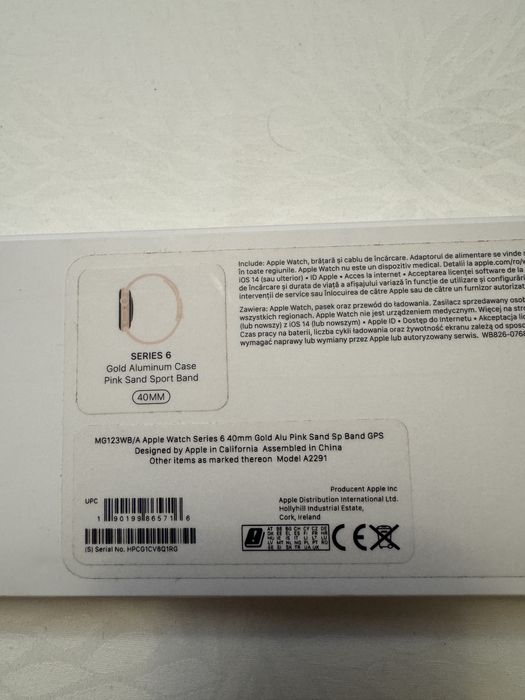 SERIES 6
Gold Aluminum Case
Pink Sand Sport Band
40MM
Include: Apple Watch, brățară și cablu de încărcare. Adaptorul de alimentare se vinde
în toate regiunile. Apple Watch nu este un dispozitiv medical. Detalii la apple.com/ro/
iOS 14 (sau ulterior) • ID Apple • Acces la internet • Acceptarea licenței software de la
de încărcare și durata de viață a afișajului variază în funcție de utilizare și
intervenții de service sau înlocuirea de către Apple sau de către un furnizor
Zawiera: Apple Watch, pasek oraz przewód do ładowania. Zasilacz sprzedawany
wszystkich regionach. Apple Watch nie jest urządzeniem medycznym. Więcej na
(lub nowszy) z iOS 14 (lub nowszym) • Apple ID • Dostęp do Internetu • Akceptacja
Czas pracy na baterii, liczba cykli ładowania oraz żywotność ekranu zależą od
wymagać naprawy lub wymiany przez Apple lub autoryzowany serwis.
MG123WB/A Apple Watch Series 6 40mm Gold Alu Pink Sand Sp Band GPS
Designed by Apple in California Assembled in China
Other items as marked thereon Model A2291
Producent Apple Inc
Apple Distribution International Ltd.
Hollyhill Industrial Estate,
Cork, Ireland
UPC
1 90199 86571 6
(S) Serial No. HPCG1CV6Q1RG
CE